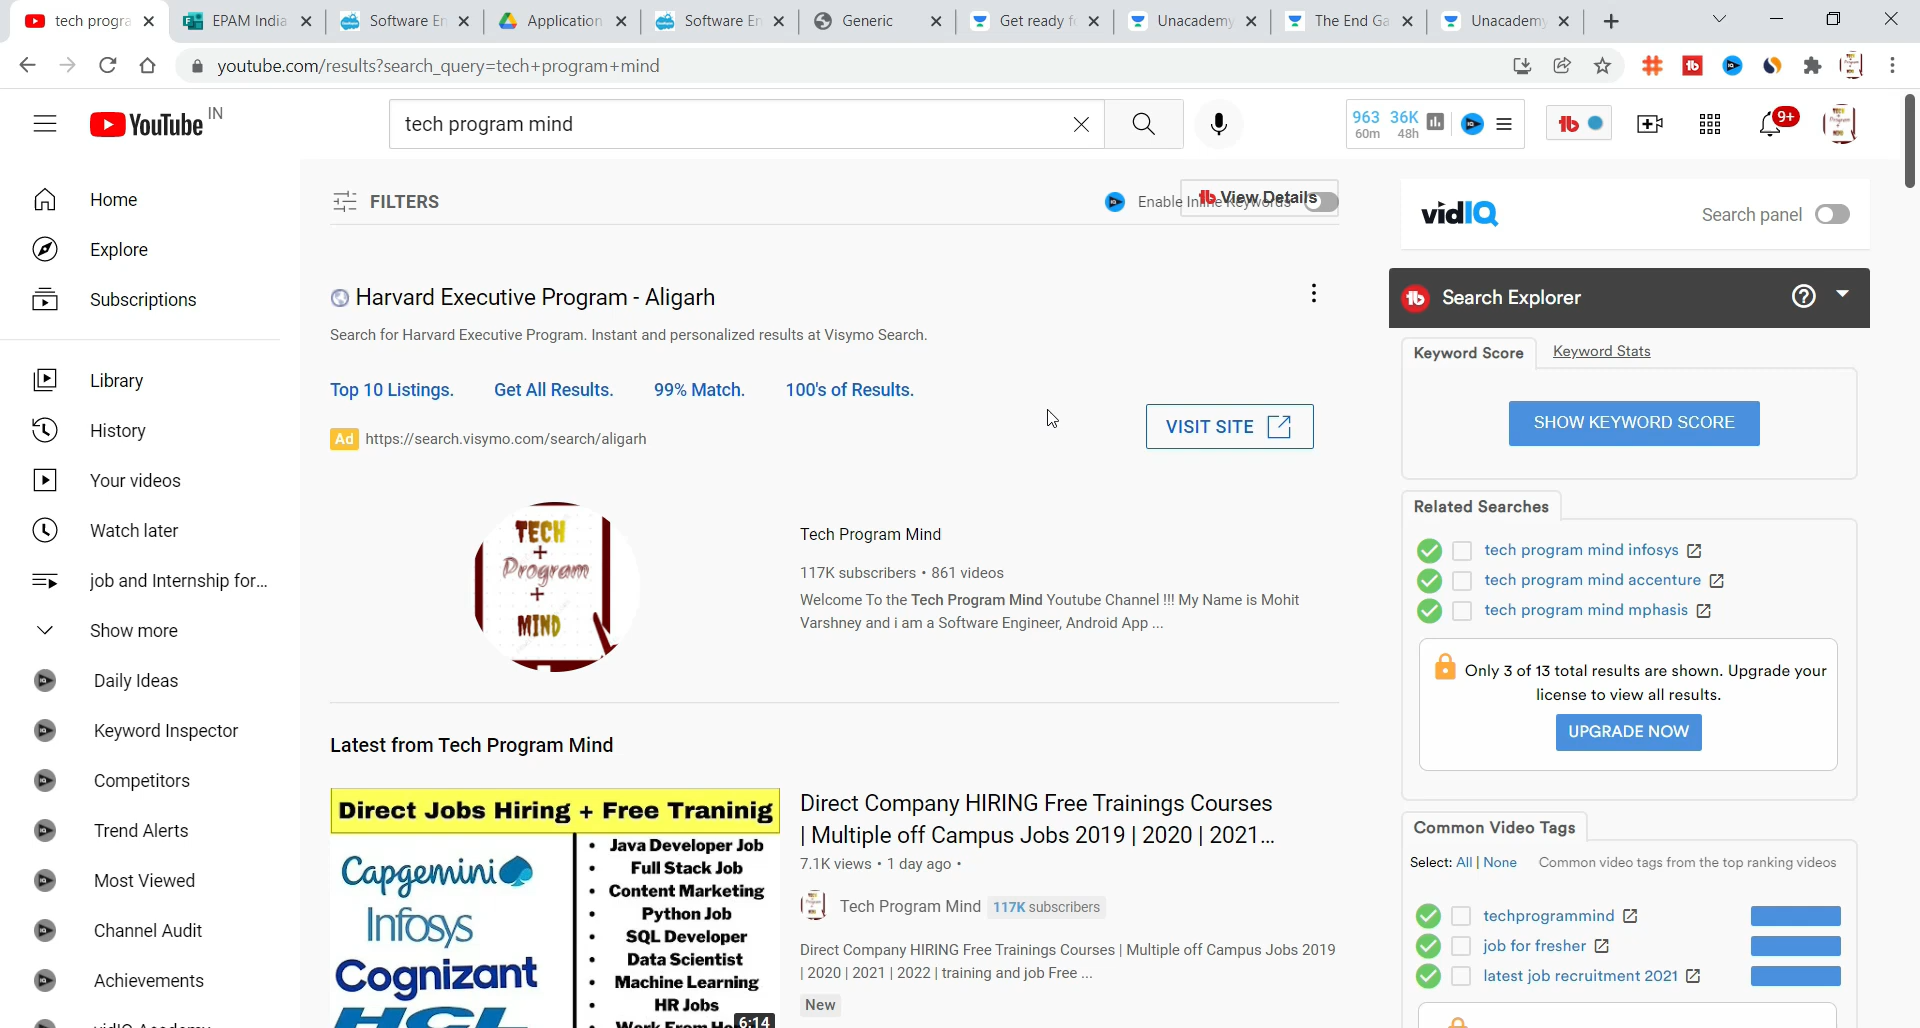 tech progra
EPAM India
Software En
Application
Software En
Generic
Get ready f
Unacademy
The End Ga
Unacademy
youtube.com/results?search_query=tech+program+mind
YouTube IN
tech program mind
963 36K
60m 48h
9+
Home
Explore
Subscriptions
Library
History
Your videos
Watch later
job and Internship for...
Show more
Daily Ideas
Keyword Inspector
Competitors
Trend Alerts
Most Viewed
Channel Audit
Achievements
FILTERS
Enable Inline Keywords
View Details
Harvard Executive Program - Aligarh
Search for Harvard Executive Program. Instant and personalized results at Visymo Search.
Top 10 Listings. Get All Results. 99% Match. 100's of Results.
Ad https://search.visymo.com/search/aligarh
VISIT SITE
TECH
+
Program
+
MIND
Tech Program Mind
117K subscribers • 861 videos
Welcome To the Tech Program Mind Youtube Channel !!! My Name is Mohit
Varshney and i am a Software Engineer, Android App ...
Latest from Tech Program Mind
Direct Jobs Hiring + Free Traninig
Capgemini
Infosys
Cognizant
HCL
• Java Developer Job
• Full Stack Job
• Content Marketing
• Python Job
• SQL Developer
• Data Scientist
• Machine Learning
• HR Jobs
6:14
Direct Company HIRING Free Trainings Courses
| Multiple off Campus Jobs 2019 | 2020 | 2021...
7.1K views • 1 day ago •
Tech Program Mind 117K subscribers
Direct Company HIRING Free Trainings Courses | Multiple off Campus Jobs 2019
| 2020 | 2021 | 2022 | training and job Free ...
New
vidIQ
Search panel
Search Explorer
Keyword Score
Keyword Stats
SHOW KEYWORD SCORE
Related Searches
tech program mind infosys
tech program mind accenture
tech program mind mphasis
Only 3 of 13 total results are shown. Upgrade your
license to view all results.
UPGRADE NOW
Common Video Tags
Select: All | None Common video tags from the top ranking videos
techprogrammind
job for fresher
latest job recruitment 2021